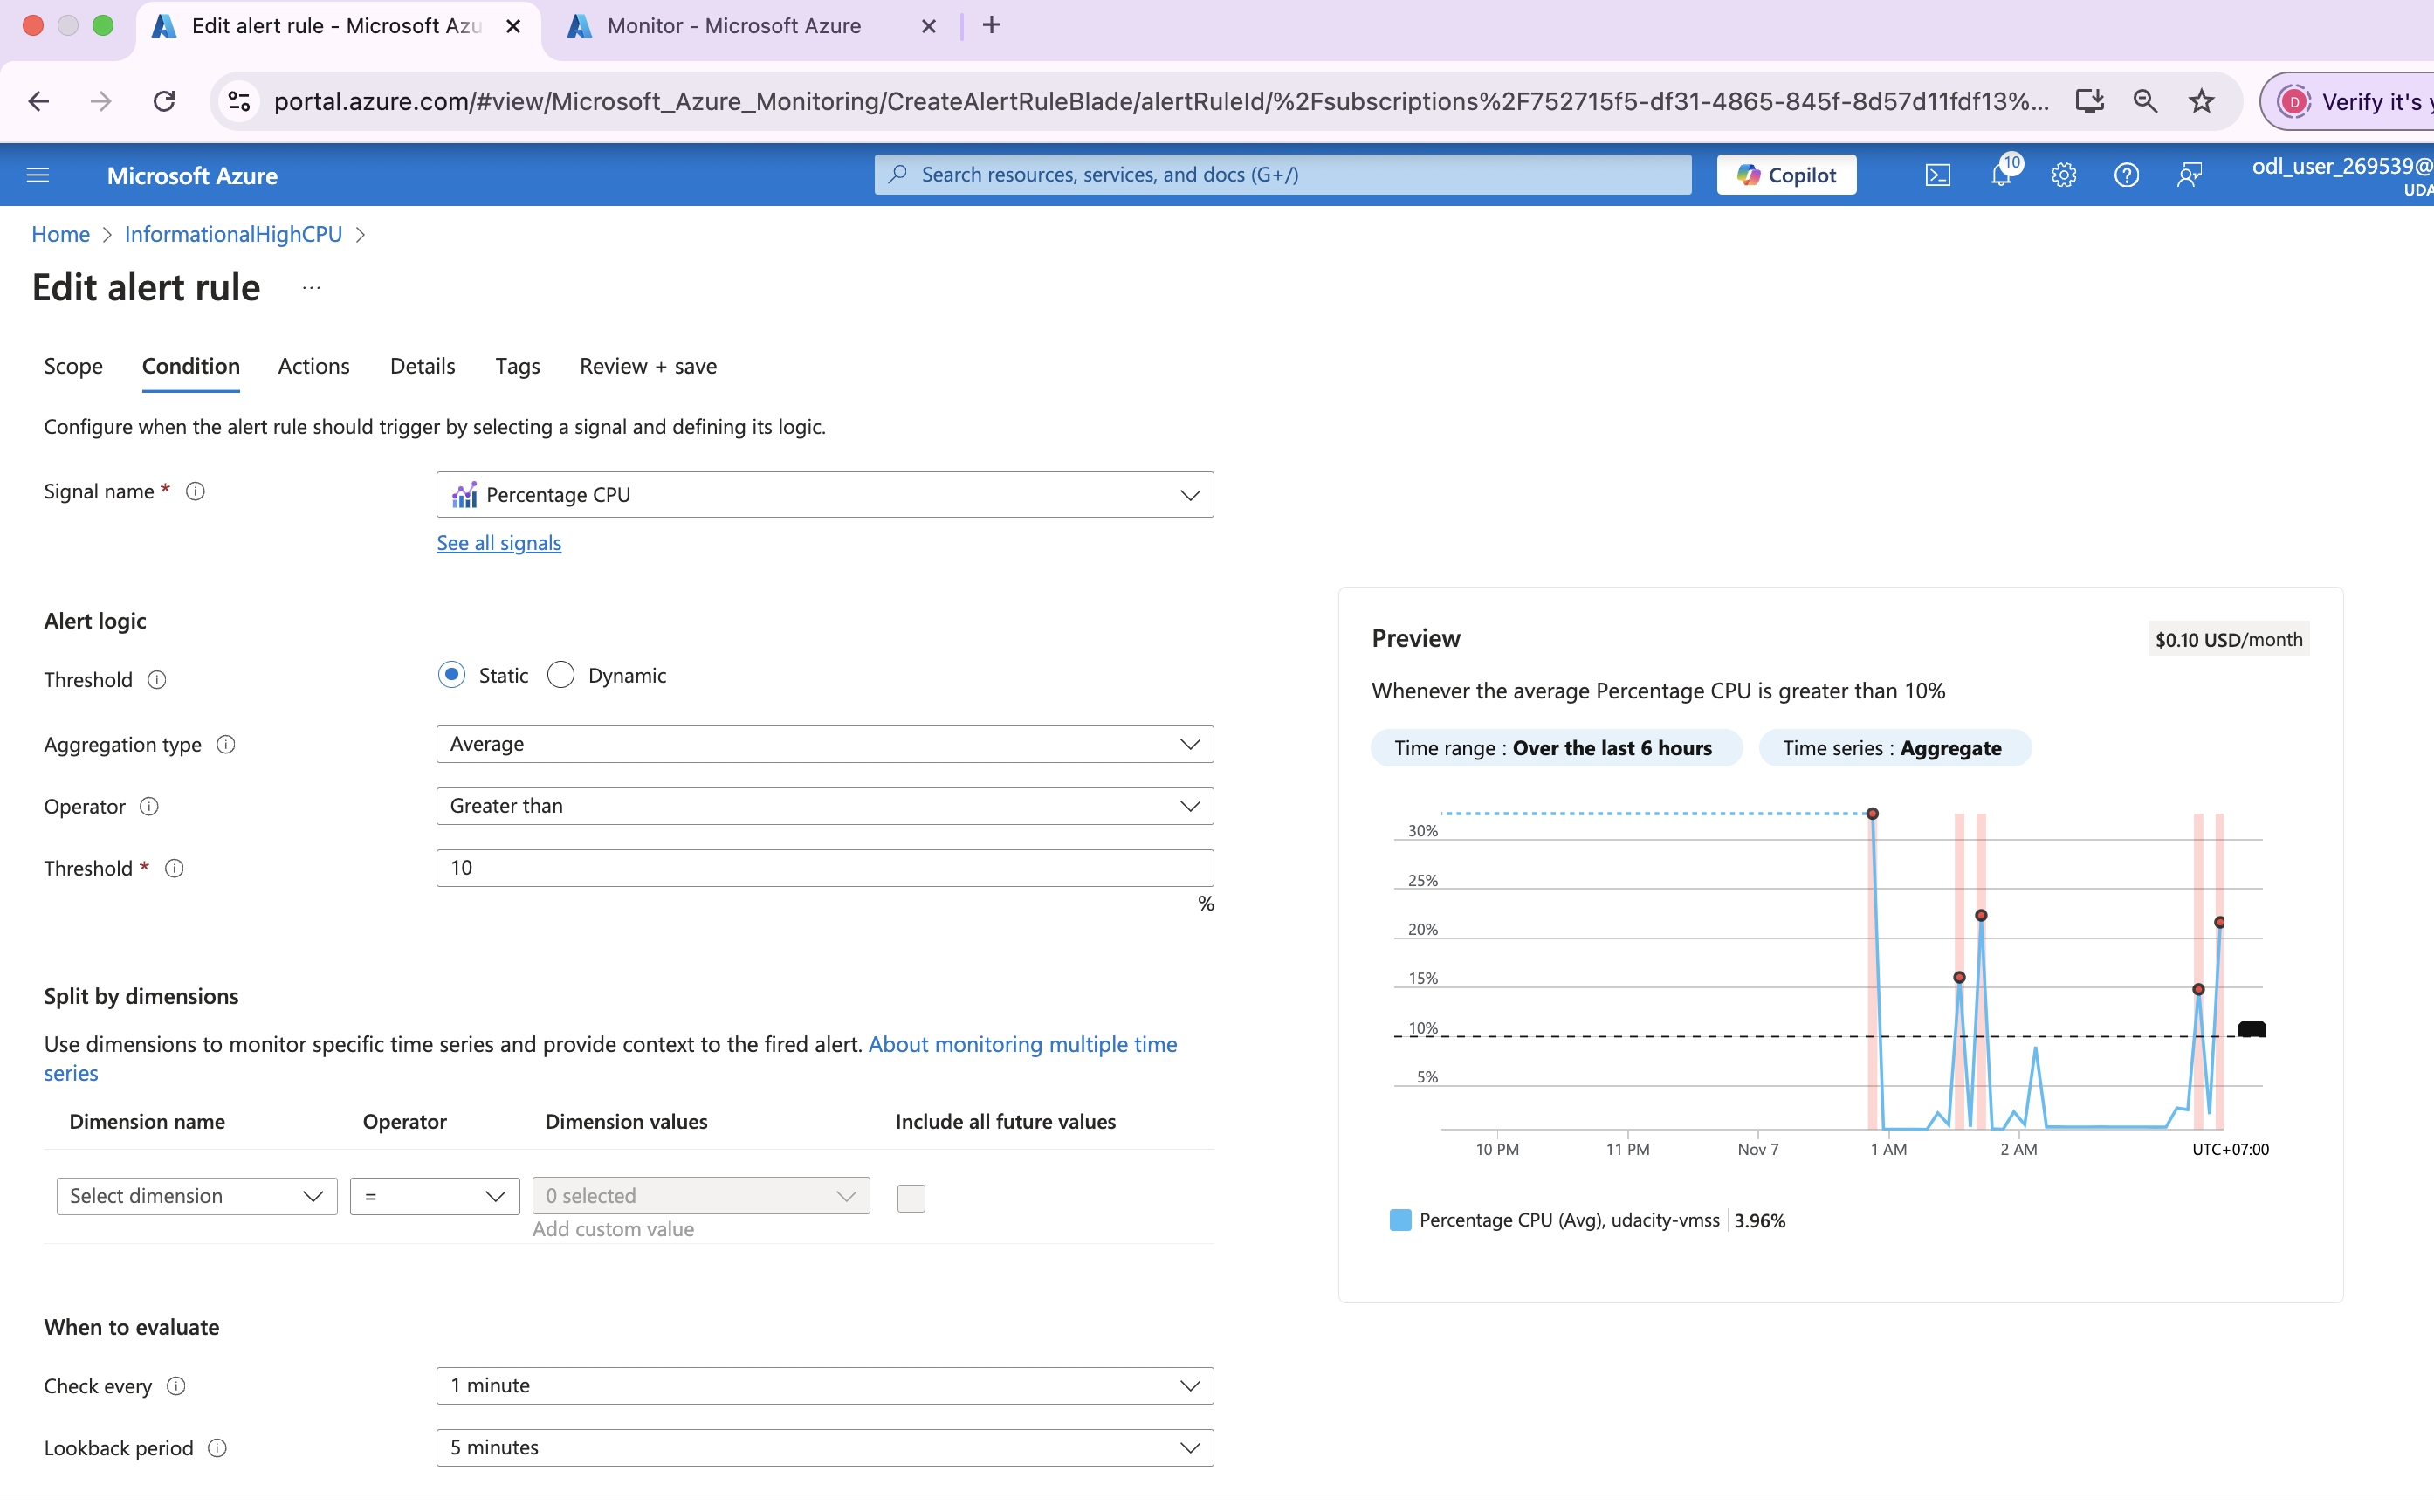 Edit alert rule - Microsoft Azu
Monitor - Microsoft Azure
portal.azure.com/#view/Microsoft_Azure_Monitoring/CreateAlertRuleBlade/alertRuleId/%2Fsubscriptions%2F752715f5-df31-4865-845f-8d57d11fdf13%...
D Verify it's
Microsoft Azure
Search resources, services, and docs (G+/)
Copilot
10
odl_user_269539@
UDA
Home > InformationalHighCPU >
Edit alert rule ...
Scope Condition Actions Details Tags Review + save
Configure when the alert rule should trigger by selecting a signal and defining its logic.
Signal name *
Percentage CPU
See all signals
Alert logic
Threshold
Static Dynamic
Aggregation type
Average
Operator
Greater than
Threshold *
10
%
Split by dimensions
Use dimensions to monitor specific time series and provide context to the fired alert. About monitoring multiple time
series
Dimension name Operator Dimension values Include all future values
Select dimension = 0 selected
Add custom value
When to evaluate
Check every
1 minute
Lookback period
5 minutes
Preview
$0.10 USD/month
Whenever the average Percentage CPU is greater than 10%
Time range : Over the last 6 hours Time series : Aggregate
30%
25%
20%
15%
10%
5%
10 PM 11 PM Nov 7 1 AM 2 AM UTC+07:00
Percentage CPU (Avg), udacity-vmss 3.96%